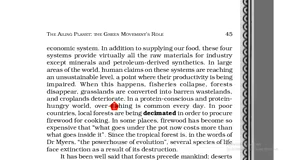 THE AILING PLANET: THE GREEN MOVEMENT'S ROLE 45
economic system. In addition to supplying our food, these four
systems provide virtually all the raw materials for industry
except minerals and petroleum-derived synthetics. In large
areas of the world, human claims on these systems are reaching
an unsustainable level, a point where their productivity is being
impaired. When this happens, fisheries collapse, forests
disappear, grasslands are converted into barren wastelands,
and croplands deteriorate. In a protein-conscious and protein-
hungry world, over-fishing is common every day. In poor
countries, local forests are being decimated in order to procure
firewood for cooking. In some places, firewood has become so
expensive that "what goes under the pot now costs more than
what goes inside it". Since the tropical forest is, in the words of
Dr Myers, "the powerhouse of evolution", several species of life
face extinction as a result of its destruction.
It has been well said that forests precede mankind; deserts